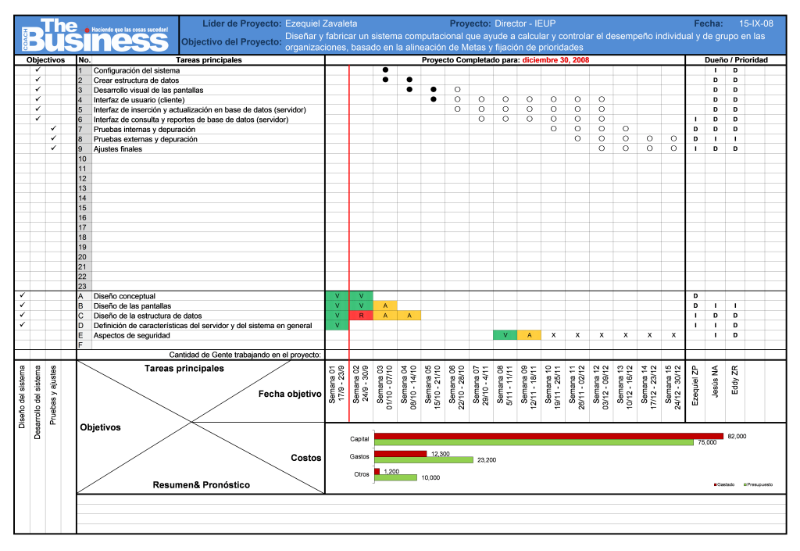 COACH
The Business
Haciendo que las cosas sucedan!
Líder de Proyecto: Ezequiel Zavaleta Proyecto: Director - IEUP Fecha: 15-IX-08
Objectivo del Proyecto: Diseñar y fabricar un sistema computacional que ayude a calcular y controlar el desempeño individual y de grupo en las
organizaciones, basado en la alineación de Metas y fijación de prioridades
Objectivos No. Tareas principales Proyecto Completado para: diciembre 30, 2008 Dueño / Prioridad
✓ 1 Configuración del sistema ● I D
✓ 2 Crear estructura de datos ● ● D D
✓ 3 Desarrollo visual de las pantallas ● ● ○ D D
✓ 4 Interfaz de usuario (cliente) ● ○ ○ ○ ○ ○ ○ ○ D D
✓ 5 Interfaz de inserción y actualización en base de datos (servidor) ○ ○ ○ ○ ○ ○ ○ D D
✓ 6 Interfaz de consulta y reportes de base de datos (servidor) ○ ○ ○ ○ ○ ○ I D D
✓ 7 Pruebas internas y depuración ○ ○ ○ ○ D D D
✓ 8 Pruebas externas y depuración ○ ○ ○ ○ ○ D I I
✓ 9 Ajustes finales ○ ○ ○ ○ I D D
10
11
12
13
14
15
16
17
18
19
20
21
22
23
✓ A Diseño conceptual V V D
✓ B Diseño de las pantallas V V A D I I
✓ C Diseño de la estructura de datos V R A A I D D
✓ D Definición de características del servidor y del sistema en general V I I D
E Aspectos de seguridad V A X X X X X X I D
F
Cantidad de Gente trabajando en el proyecto:
Diseño del sistema
Desarrollo del sistema
Pruebas y ajustes
Tareas principales
Fecha objetivo
Objetivos
Costos
Resumen& Pronóstico
Semana 01 17/9 - 23/9
Semana 02 24/9 - 30/9
Semana 03 01/10 - 07/10
Semana 04 08/10 - 14/10
Semana 05 15/10 - 21/10
Semana 06 22/10 - 28/10
Semana 07 29/10 - 4/11
Semana 08 5/11 - 11/11
Semana 09 12/11 - 18/11
Semana 10 19/11 - 25/11
Semana 11 26/11 - 02/12
Semana 12 03/12 - 09/12
Semana 13 10/12 - 16/12
Semana 14 17/12 - 23/12
Semana 15 24/12 - 30/12
Ezequiel ZP
Jesús NA
Eddy ZR
Capital 82,000
75,000
Gastos 12,300
23,200
Otros 1,200
10,000
Gastado Presupuesto